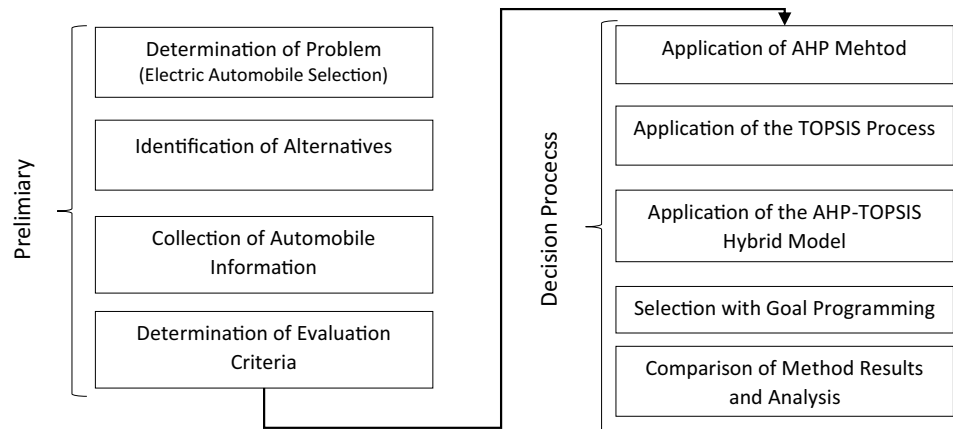 Prelimiary
Determination of Problem
(Electric Automobile Selection)
Identification of Alternatives
Collection of Automobile
Information
Determination of Evaluation
Criteria
Decision Procecss
Application of AHP Mehtod
Application of the TOPSIS Process
Application of the AHP-TOPSIS
Hybrid Model
Selection with Goal Programming
Comparison of Method Results
and Analysis